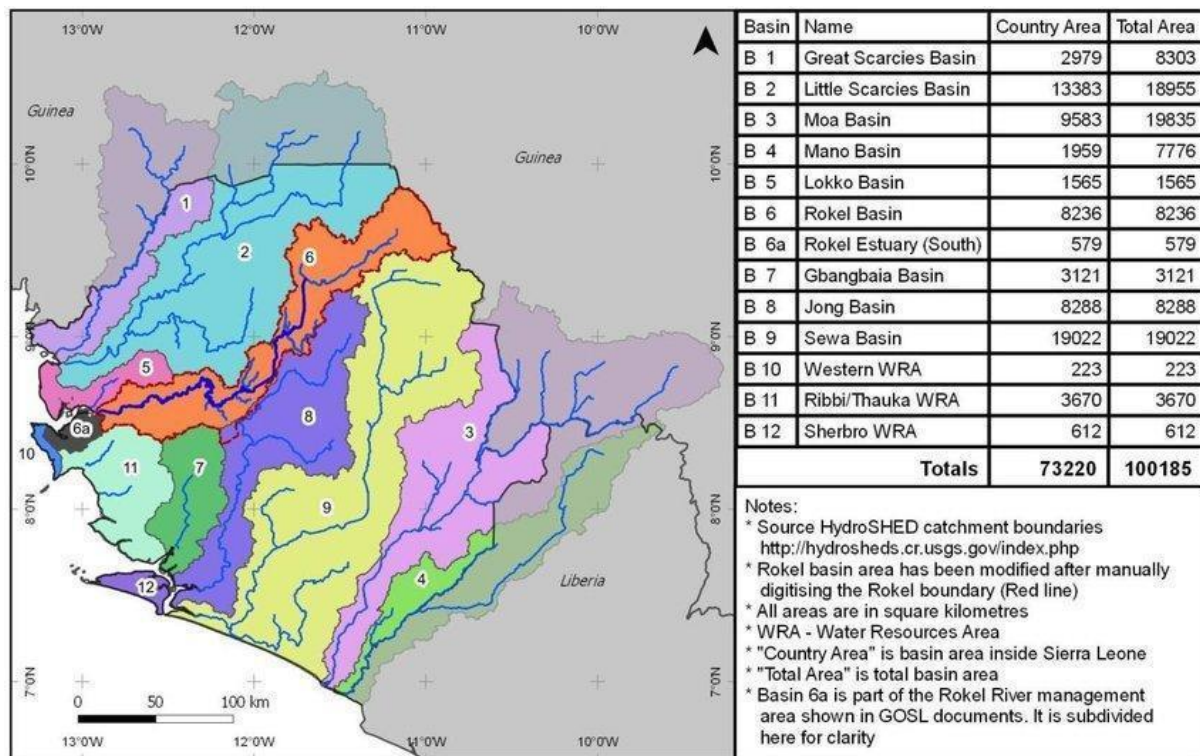 13°0'W 12°0'W 11°0'W 10°0'W
Guinea
Guinea
10°0'N
10°0'N
1
2
6
9°0'N
9°0'N
5
8
3
6a
10
11
7
9
8°0'N
8°0'N
4
12
Liberia
7°0'N
7°0'N
0 50 100 km
13°0'W 12°0'W 11°0'W 10°0'W
Basin Name Country Area Total Area
B 1 Great Scarcies Basin 2979 8303
B 2 Little Scarcies Basin 13383 18955
B 3 Moa Basin 9583 19835
B 4 Mano Basin 1959 7776
B 5 Lokko Basin 1565 1565
B 6 Rokel Basin 8236 8236
B 6a Rokel Estuary (South) 579 579
B 7 Gbangbaia Basin 3121 3121
B 8 Jong Basin 8288 8288
B 9 Sewa Basin 19022 19022
B 10 Western WRA 223 223
B 11 Ribbi/Thauka WRA 3670 3670
B 12 Sherbro WRA 612 612
Totals 73220 100185
Notes:
* Source HydroSHED catchment boundaries
http://hydrosheds.cr.usgs.gov/index.php
* Rokel basin area has been modified after manually
digitising the Rokel boundary (Red line)
* All areas are in square kilometres
* WRA - Water Resources Area
* "Country Area" is basin area inside Sierra Leone
* "Total Area" is total basin area
* Basin 6a is part of the Rokel River management
area shown in GOSL documents. It is subdivided
here for clarity